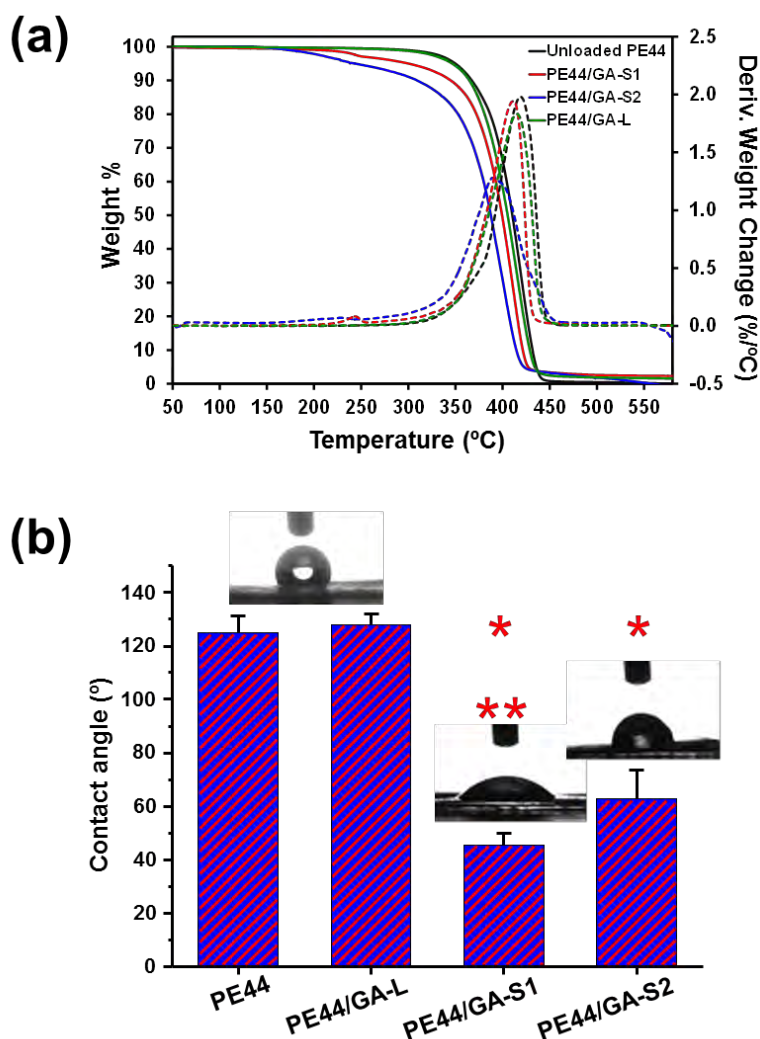 (a)
100
90
80
70
60
50
40
30
20
10
0
Weight %
50 100 150 200 250 300 350 400 450 500 550
Temperature (ºC)
2.5
2.0
1.5
1.0
0.5
0.0
-0.5
Deriv. Weight Change (%/ºC)
Unloaded PE44
PE44/GA-S1
PE44/GA-S2
PE44/GA-L
(b)
140
120
100
80
60
40
20
0
Contact angle (º)
*
*
**
PE44
PE44/GA-L
PE44/GA-S1
PE44/GA-S2